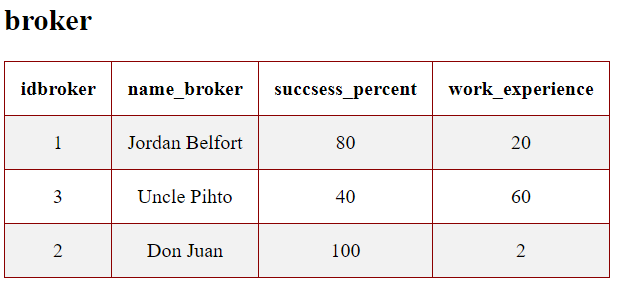 broker
idbroker name_broker succsess_percent work_experience
1 Jordan Belfort 80 20
3 Uncle Pihto 40 60
2 Don Juan 100 2